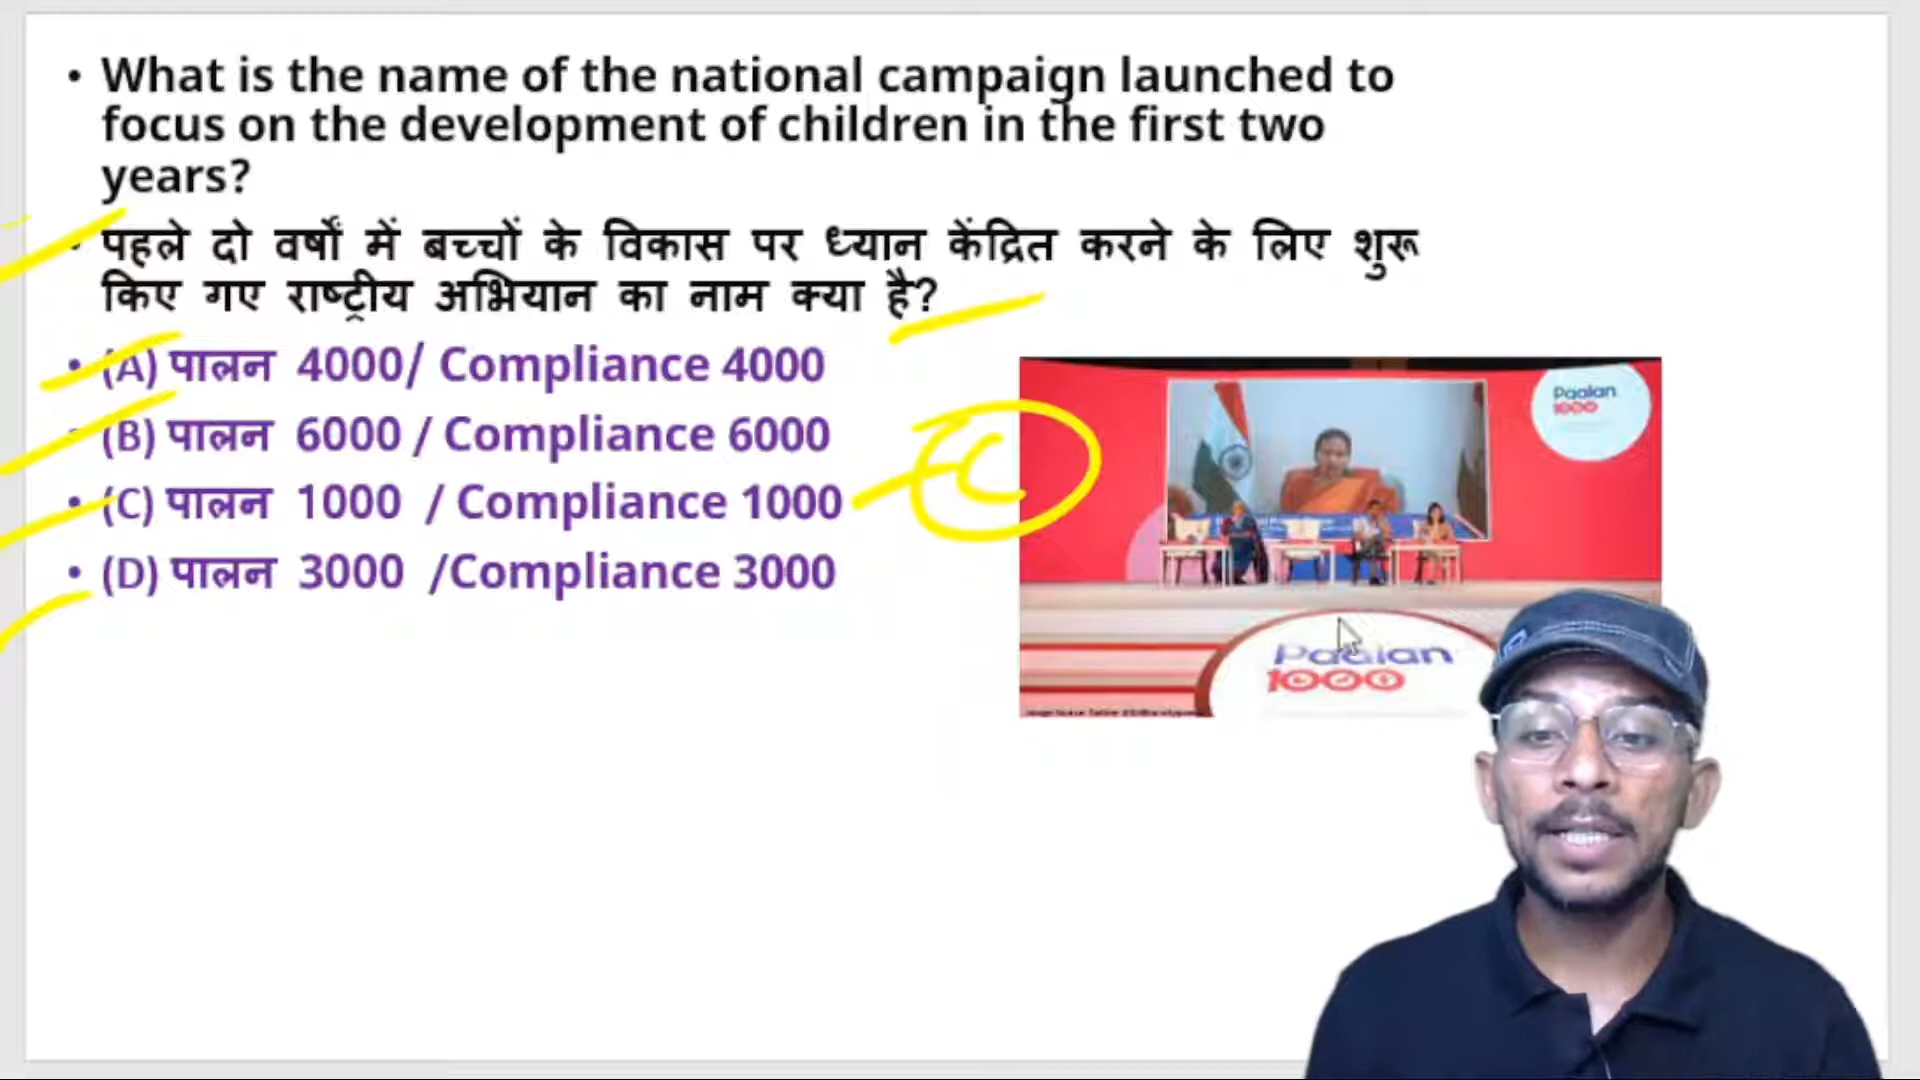 • What is the name of the national campaign launched to
focus on the development of children in the first two
years?
• पहले दो वर्षों में बच्चों के विकास पर ध्यान केंद्रित करने के लिए शुरू
किए गए राष्ट्रीय अभियान का नाम क्या है?
• (A) पालन 4000/ Compliance 4000
• (B) पालन 6000 / Compliance 6000
• (C) पालन 1000 / Compliance 1000
C
• (D) पालन 3000 /Compliance 3000
Paalan
1000
Paalan
1000